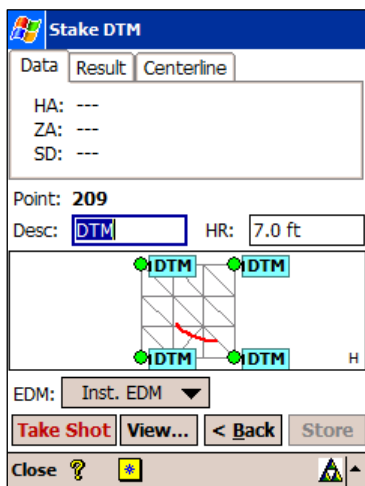 Stake DTM
Data Result Centerline
HA: ---
ZA: ---
SD: ---
Point: 209
Desc: DTM HR: 7.0 ft
DTM DTM
DTM DTM H
EDM: Inst. EDM
Take Shot View... < Back Store
Close